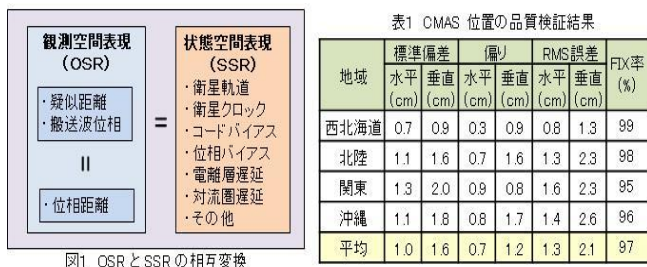 観測空間表現
(OSR)
・疑似距離
・搬送波位相
=
・位相距離
=
状態空間表現
(SSR)
・衛星軌道
・衛星クロック
・コードバイアス
・位相バイアス
・電離層遅延
・対流圏遅延
・その他
図1 OSRとSSRの相互変換
表1 CMAS 位置の品質検証結果
地域 標準偏差 偏り RMS誤差 FIX率
水平 垂直 水平 垂直 水平 垂直 (%)
(cm) (cm) (cm) (cm) (cm) (cm)
西北海道 0.7 0.9 0.3 0.9 0.8 1.3 99
北陸 1.1 1.6 0.7 1.6 1.3 2.3 98
関東 1.3 2.0 0.9 0.8 1.6 2.3 95
沖縄 1.1 1.8 0.8 1.7 1.4 2.6 96
平均 1.0 1.6 0.7 1.2 1.3 2.1 97